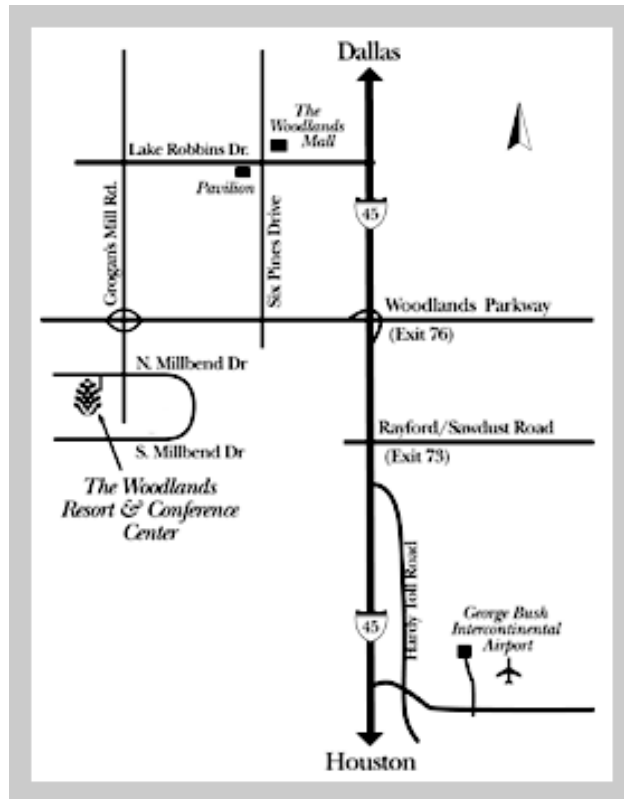 Dallas
The
Woodlands
Mall
Lake Robbins Dr.
Pavilion
45
Grogan's Mill Rd.
Six Pines Drive
Woodlands Parkway
(Exit 76)
N. Millbend Dr
Rayford/Sawdust Road
S. Millbend Dr
(Exit 73)
The Woodlands
Resort & Conference
Center
Hardy Toll Road
George Bush
Intercontinental
Airport
45
Houston